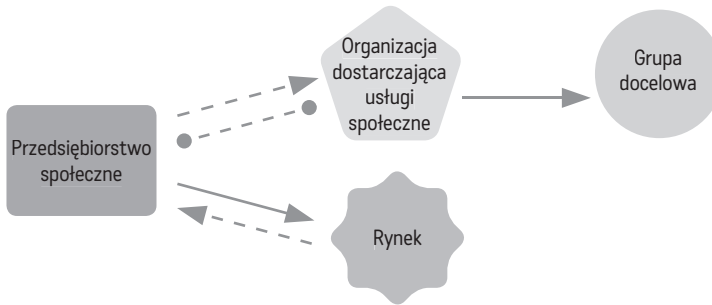 Organizacja
dostarczająca
usługi
społeczne
Grupa
docelowa
Przedsiębiorstwo
społeczne
Rynek